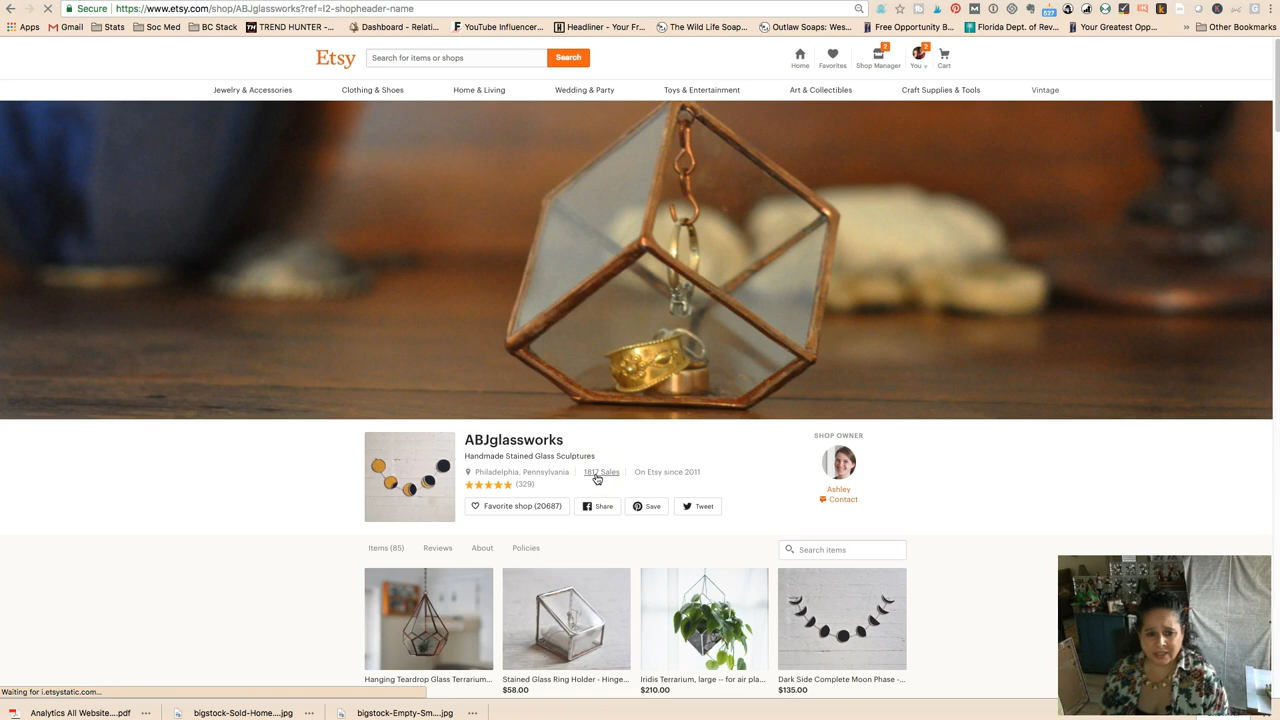 Secure https://www.etsy.com/shop/ABJglassworks?ref=l2-shopheader-name
Apps Gmail Stats Soc Med BC Stack TREND HUNTER -... Dashboard - Relatio... YouTube Influencer... Headliner - Your Fr... The Wild Life Soap... Outlaw Soaps: Wes... Free Opportunity B... Florida Dept. of Rev... Your Greatest Opp... » Other Bookmarks
577
Etsy
Search for items or shops
Search
2
2
Home Favorites Shop Manager You Cart
Jewelry & Accessories Clothing & Shoes Home & Living Wedding & Party Toys & Entertainment Art & Collectibles Craft Supplies & Tools Vintage
ABJglassworks
Handmade Stained Glass Sculptures
Philadelphia, Pennsylvania 1817 Sales On Etsy since 2011
(329)
Favorite shop (20687) Share Save Tweet
SHOP OWNER
Ashley
Contact
Items (85) Reviews About Policies
Search items
Hanging Teardrop Glass Terrarium... Stained Glass Ring Holder - Hinge... Iridis Terrarium, large -- for air pla... Dark Side Complete Moon Phase -...
$58.00 $210.00 $135.00
Waiting for i.etsystatic.com...
Analytics All Website....pdf bigstock-Sold-Home....jpg bigstock-Empty-Sm....jpg